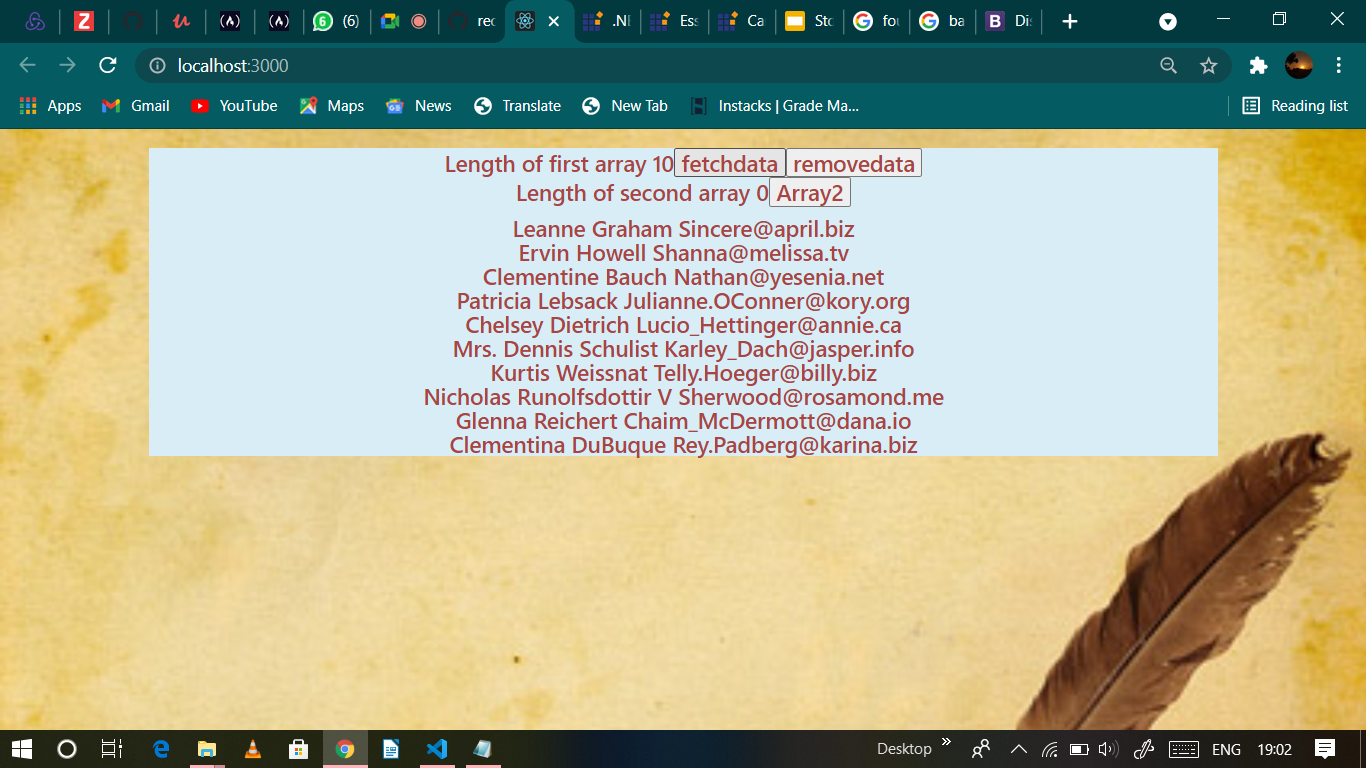 Z
6
(6)
rec
.NE
Ess
Ca
Sto
fou
ba
B
Dis
localhost:3000
Apps
Gmail
YouTube
Maps
News
Translate
New Tab
Instacks | Grade Ma...
Reading list
Length of first array 10 fetchdata removedata
Length of second array 0 Array2
Leanne Graham Sincere@april.biz
Ervin Howell Shanna@melissa.tv
Clementine Bauch Nathan@yesenia.net
Patricia Lebsack Julianne.OConner@kory.org
Chelsey Dietrich Lucio_Hettinger@annie.ca
Mrs. Dennis Schulist Karley_Dach@jasper.info
Kurtis Weissnat Telly.Hoeger@billy.biz
Nicholas Runolfsdottir V Sherwood@rosamond.me
Glenna Reichert Chaim_McDermott@dana.io
Clementina DuBuque Rey.Padberg@karina.biz
Desktop
ENG
19:02